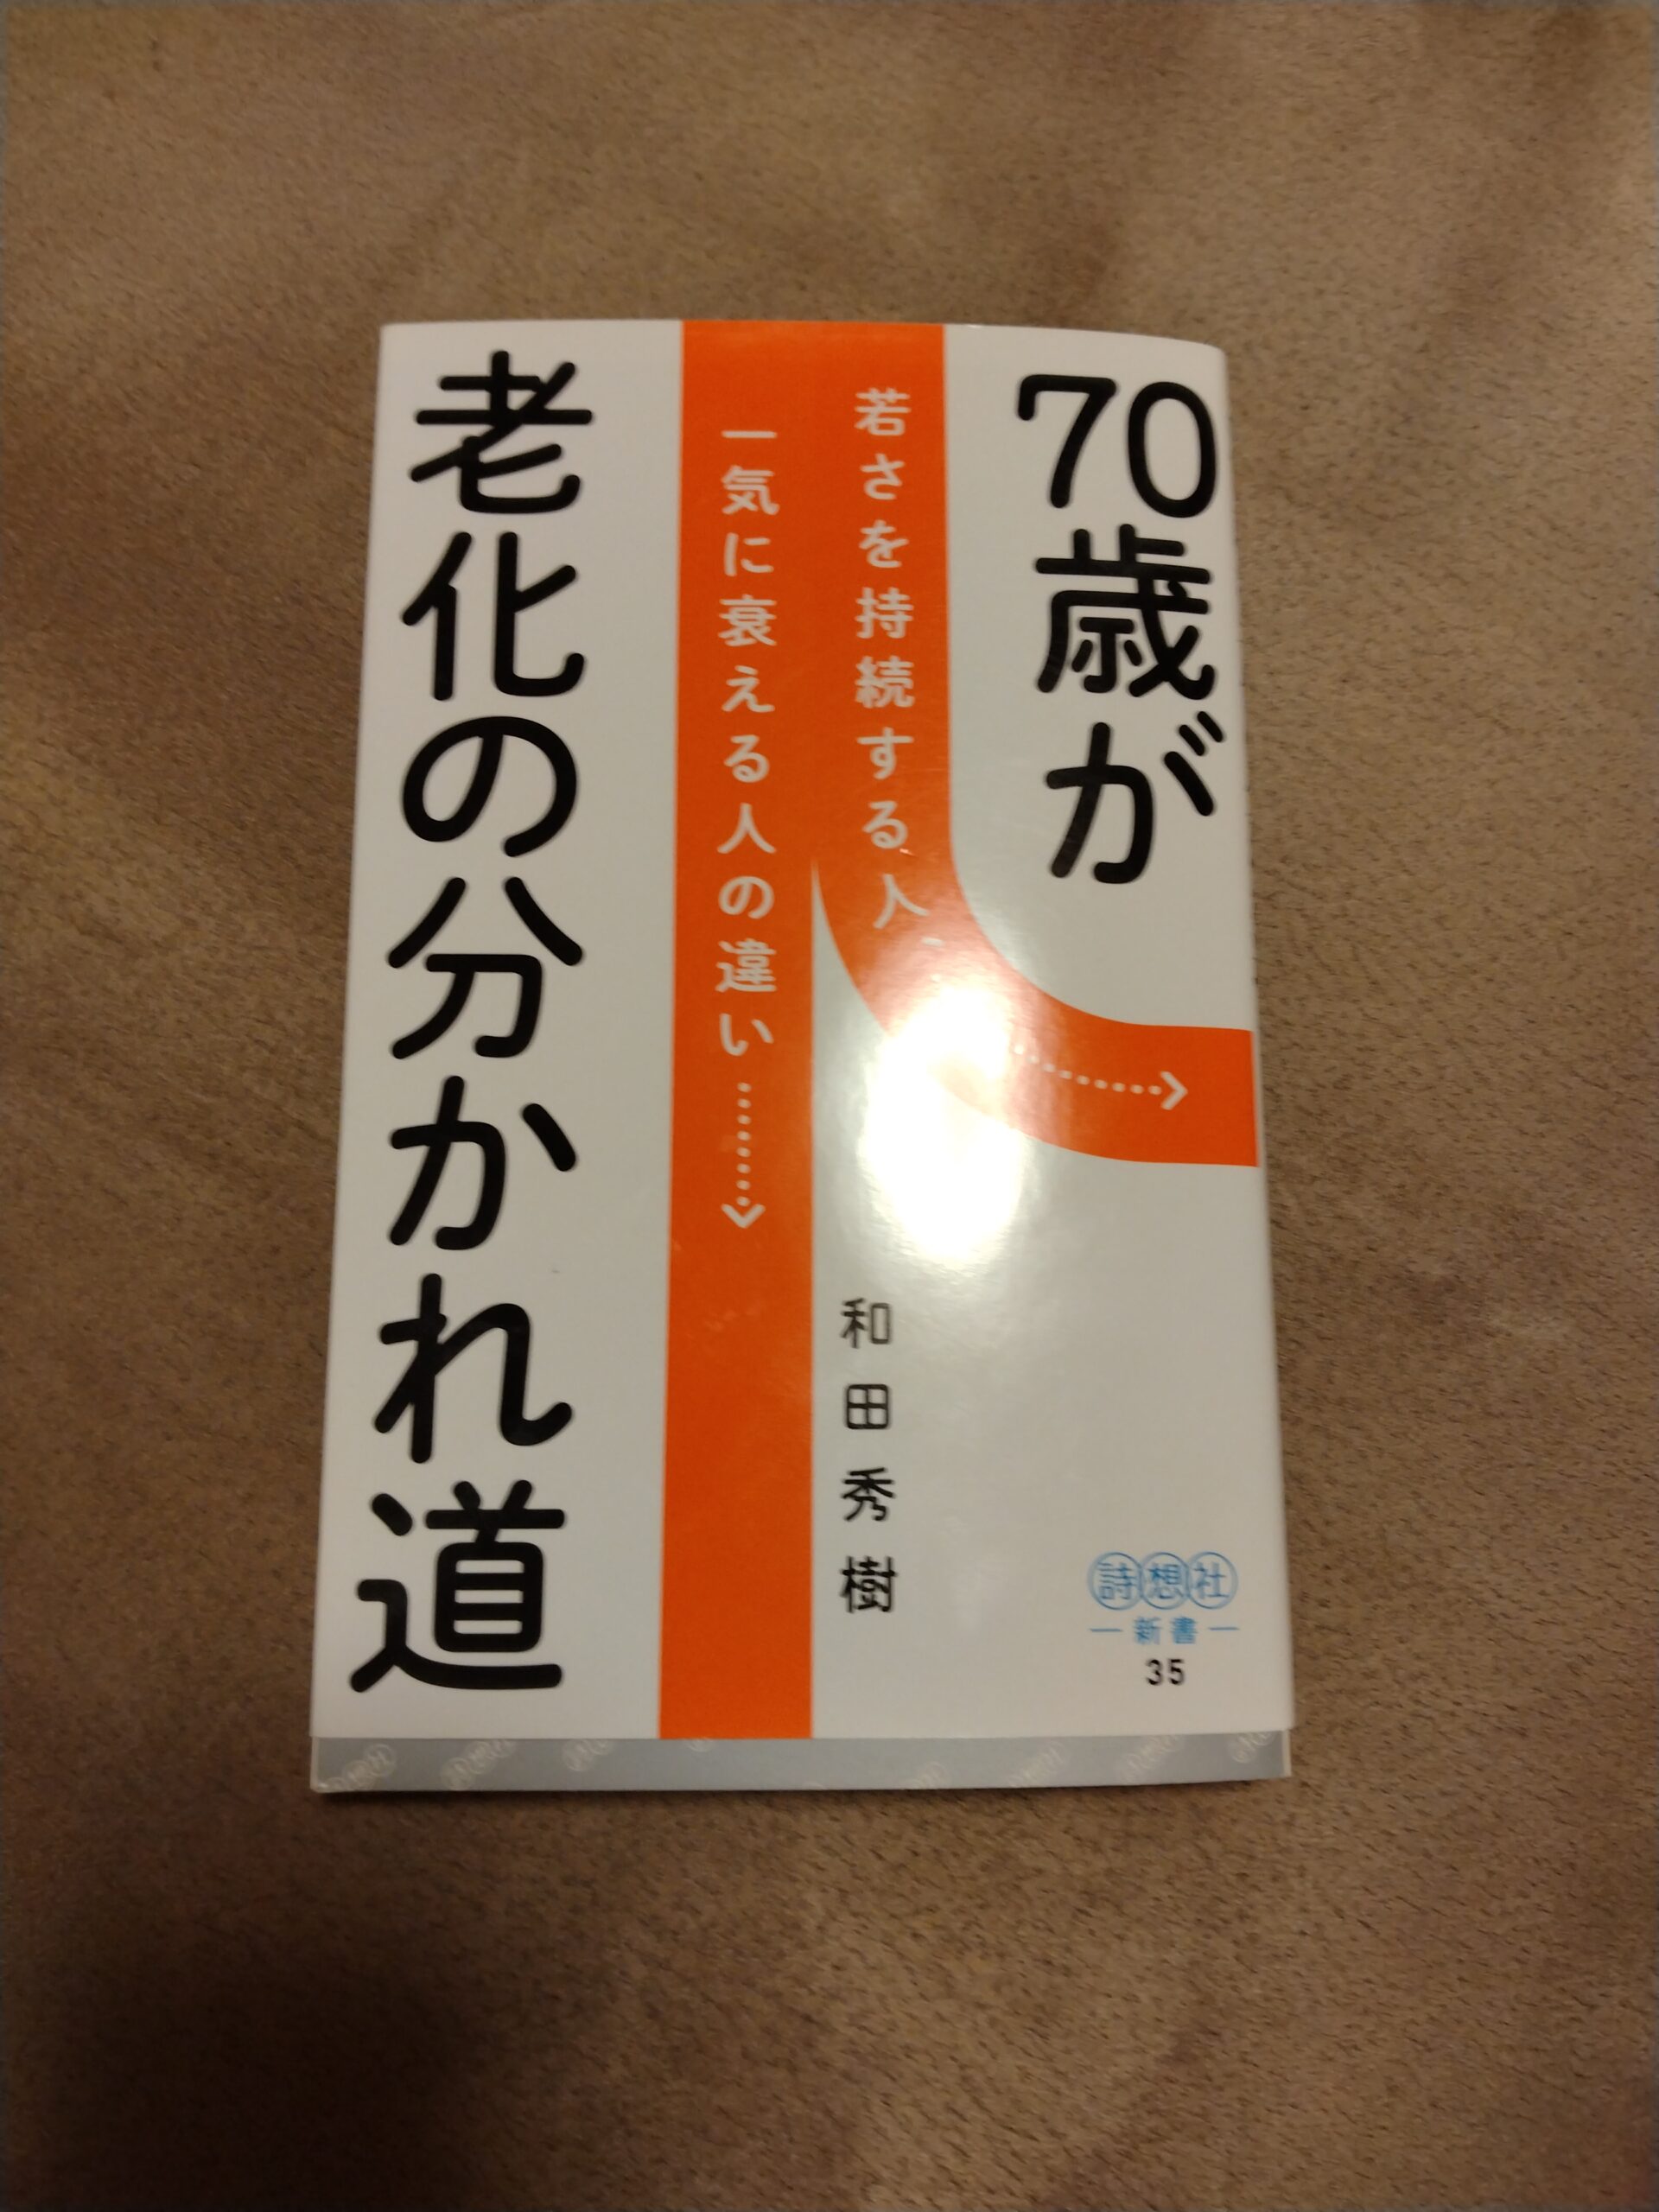 70歳が
老化の分かれ道
若さを持続する人、
一気に衰える人の違い
和田秀樹
詩想社
新書
35